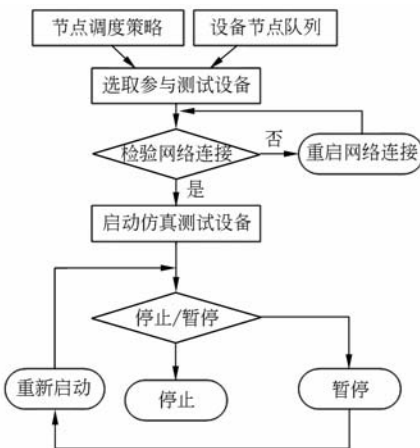 节点调度策略
设备节点队列
选取参与测试设备
检验网络连接
否
重启网络连接
是
启动仿真测试设备
停止/暂停
重新启动
停止
暂停